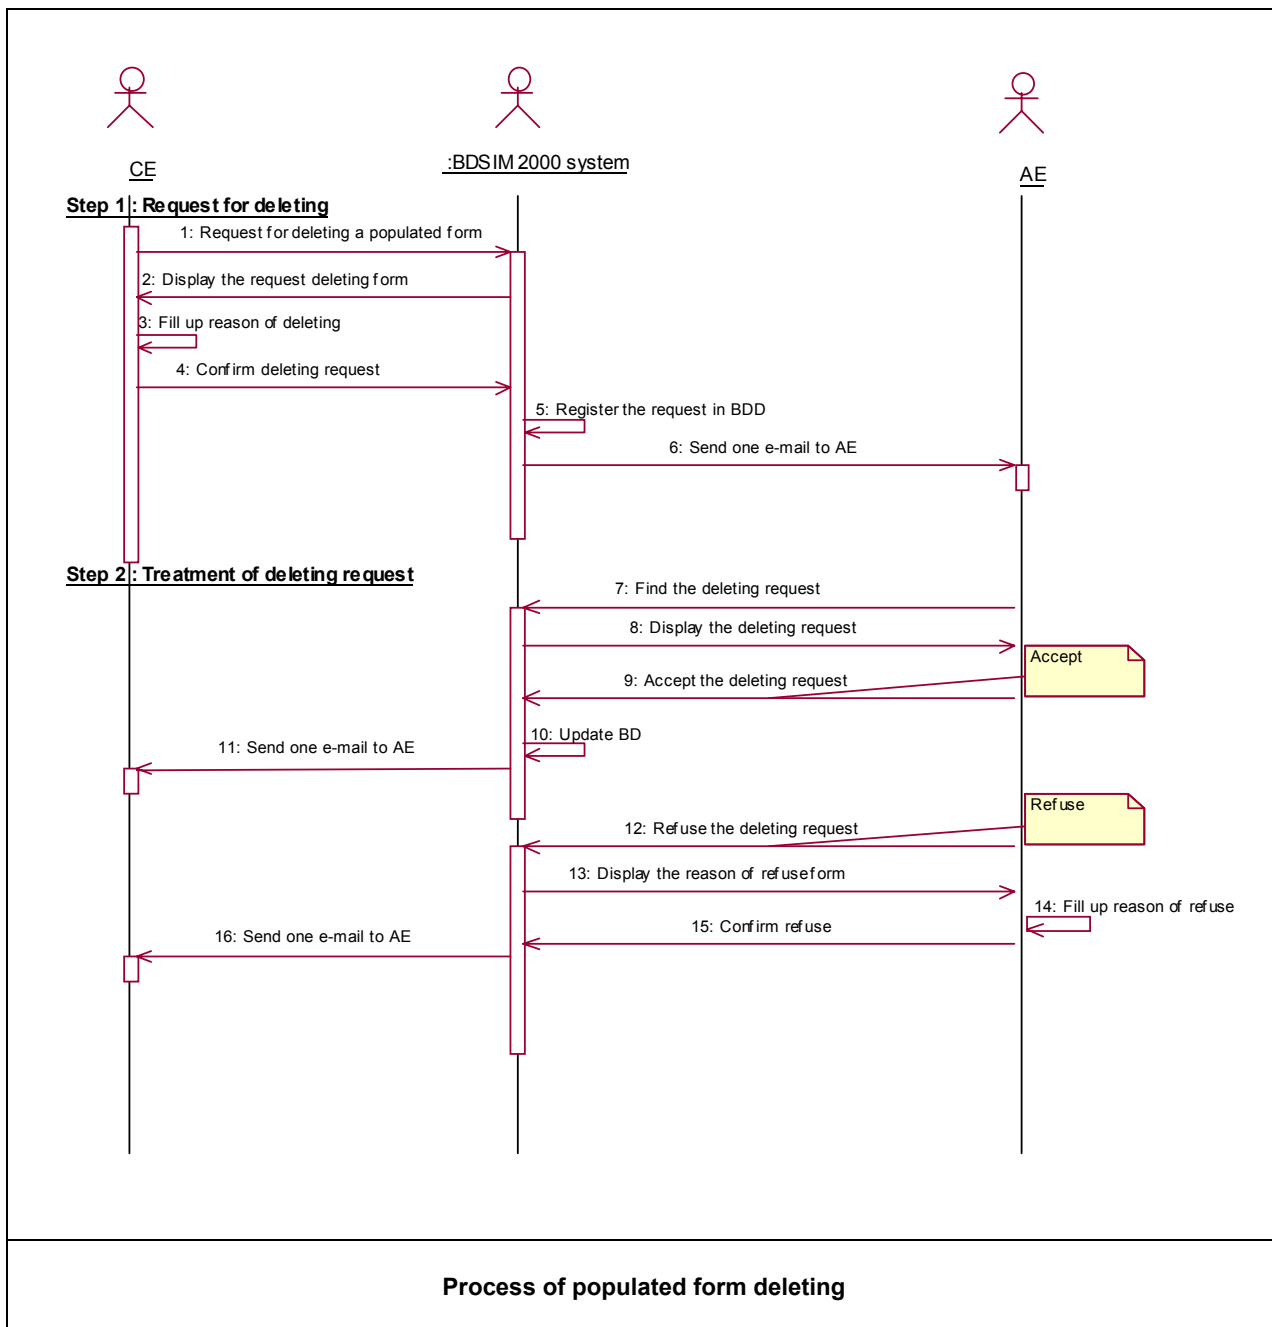 CE
:BDSIM 2000 system
AE
Step 1 : Request for deleting
1: Request for deleting a populated form
2: Display the request deleting form
3: Fill up reason of deleting
4: Confirm deleting request
5: Register the request in BDD
6: Send one e-mail to AE
Step 2 : Treatment of deleting request
7: Find the deleting request
8: Display the deleting request
Accept
9: Accept the deleting request
10: Update BD
11: Send one e-mail to AE
Refuse
12: Refuse the deleting request
13: Display the reason of refuse form
14: Fill up reason of refuse
15: Confirm refuse
16: Send one e-mail to AE
Process of populated form deleting